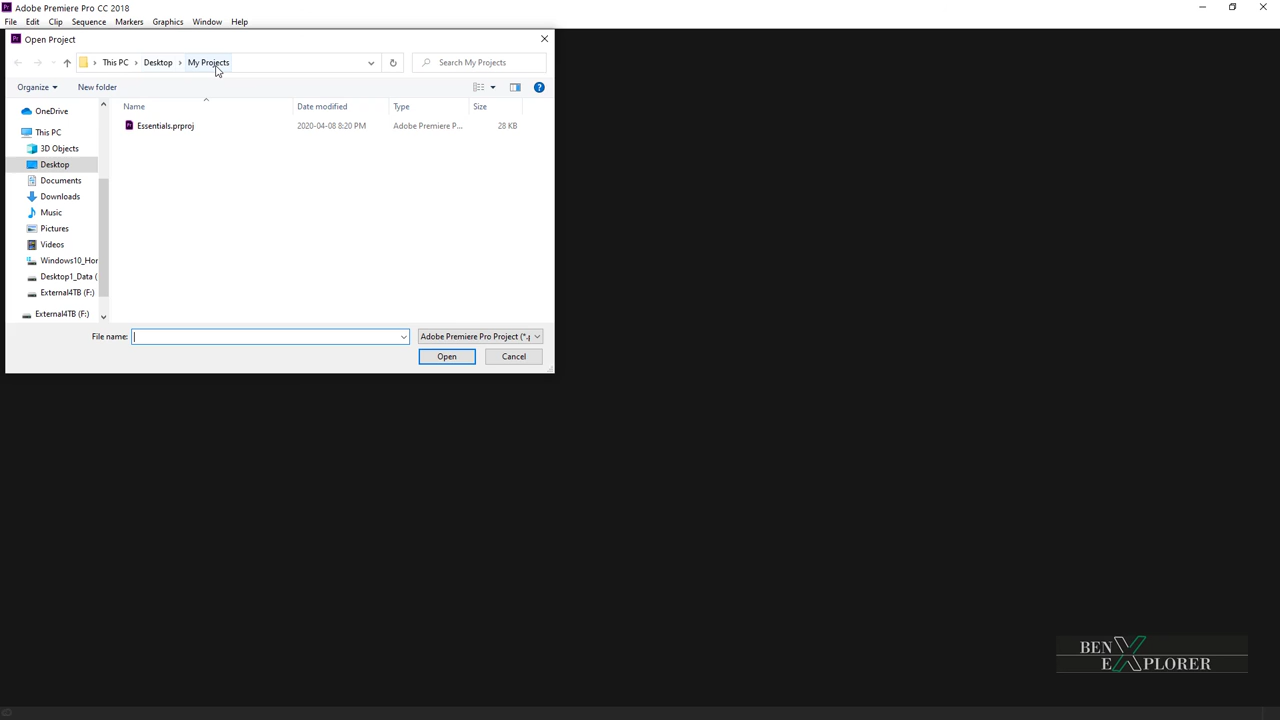 Adobe Premiere Pro CC 2018
File Edit Clip Sequence Markers Graphics Window Help
Open Project
This PC Desktop My Projects Search My Projects
Organize New folder
Name Date modified Type Size
Essentials.prproj 2020-04-08 8:20 PM Adobe Premiere P... 28 KB
OneDrive
This PC
3D Objects
Desktop
Documents
Downloads
Music
Pictures
Videos
Windows10_Hor
Desktop1_Data (
External4TB (F:)
External4TB (F:)
File name: Adobe Premiere Pro Project (*.p
Open Cancel
BEN
EXPLORER